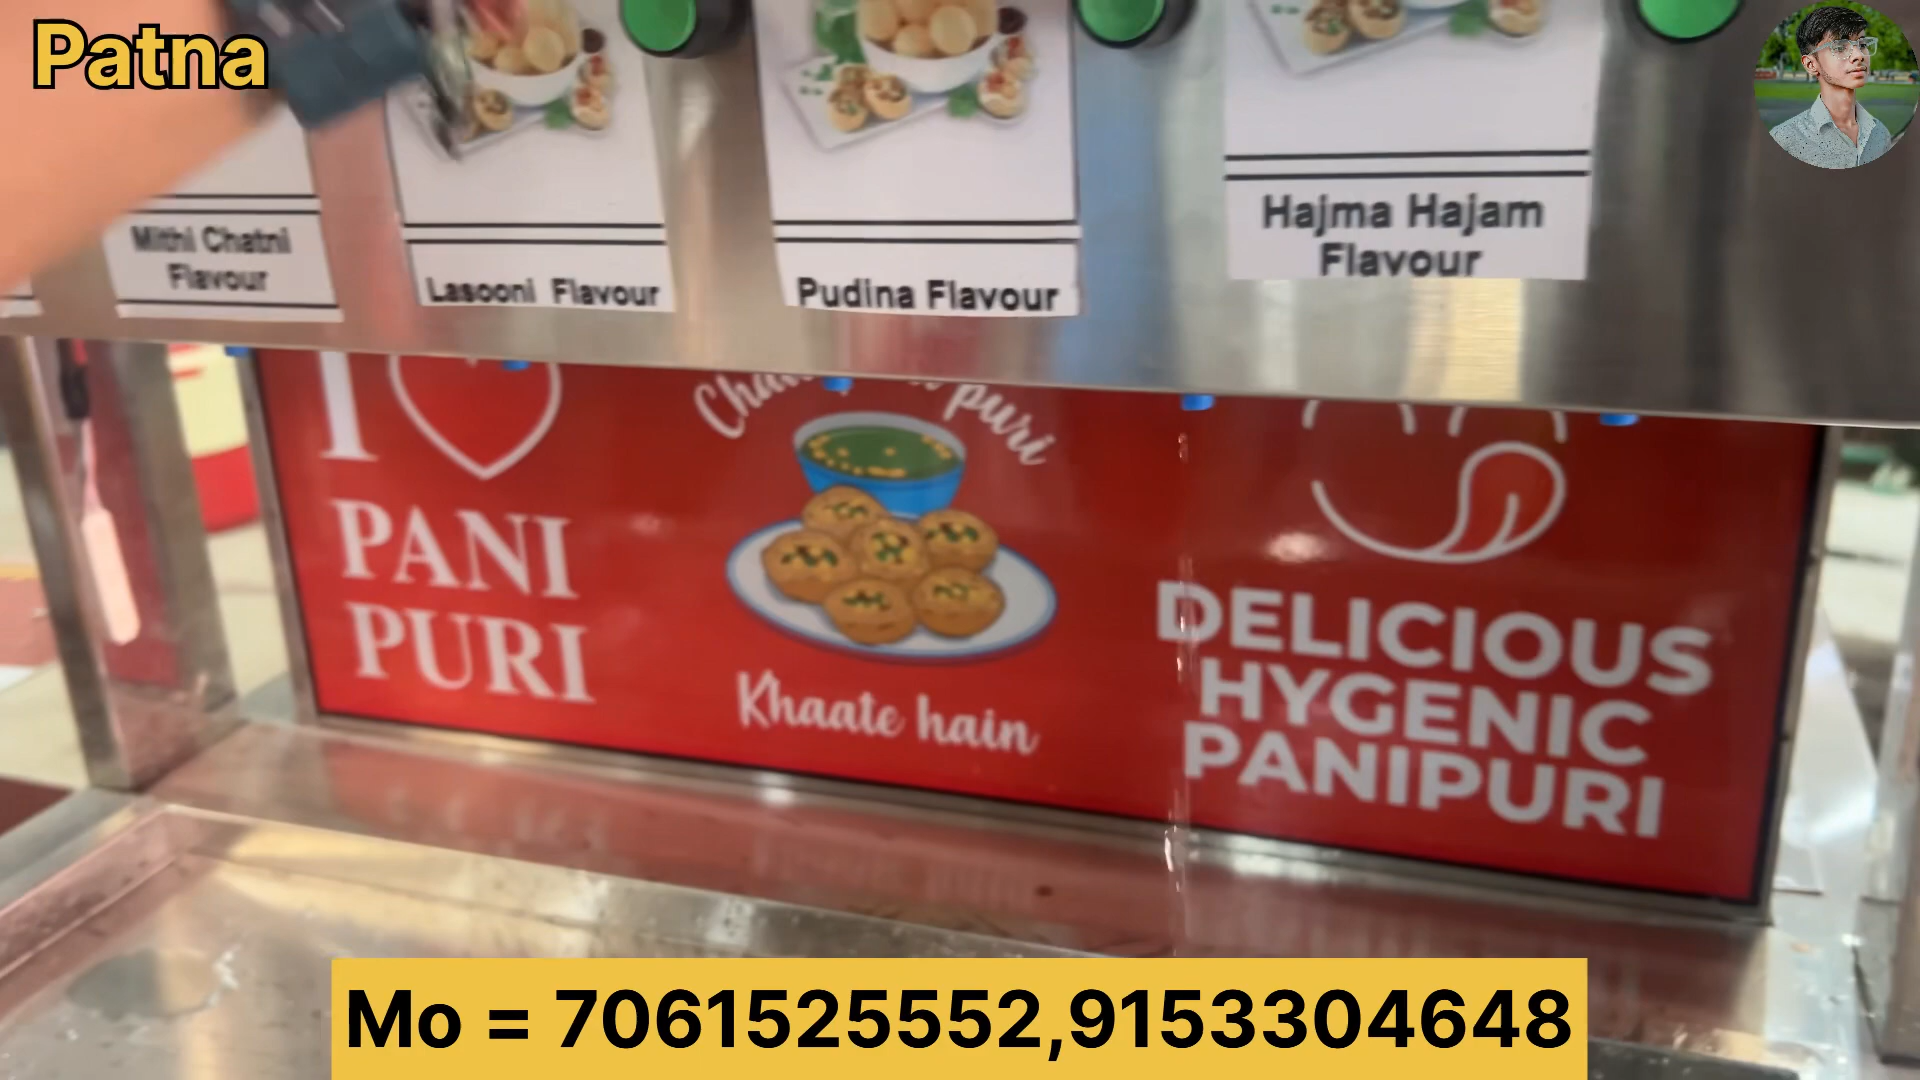 Patna
Mithi Chatni
Flavour
Lasooni Flavour
Pudina Flavour
Hajma Hajam
Flavour
I
PANI
PURI
puri
Khaate hain
DELICIOUS
HYGENIC
PANIPURI
Mo = 7061525552,9153304648